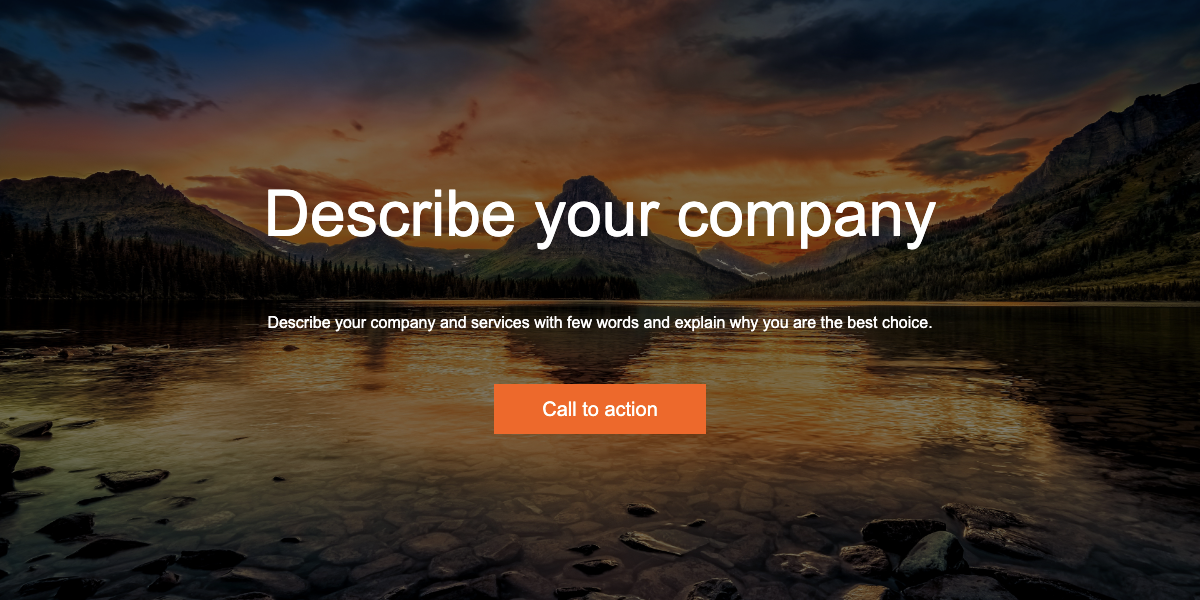 Describe your company
Describe your company and services with few words and explain why you are the best choice.
Call to action